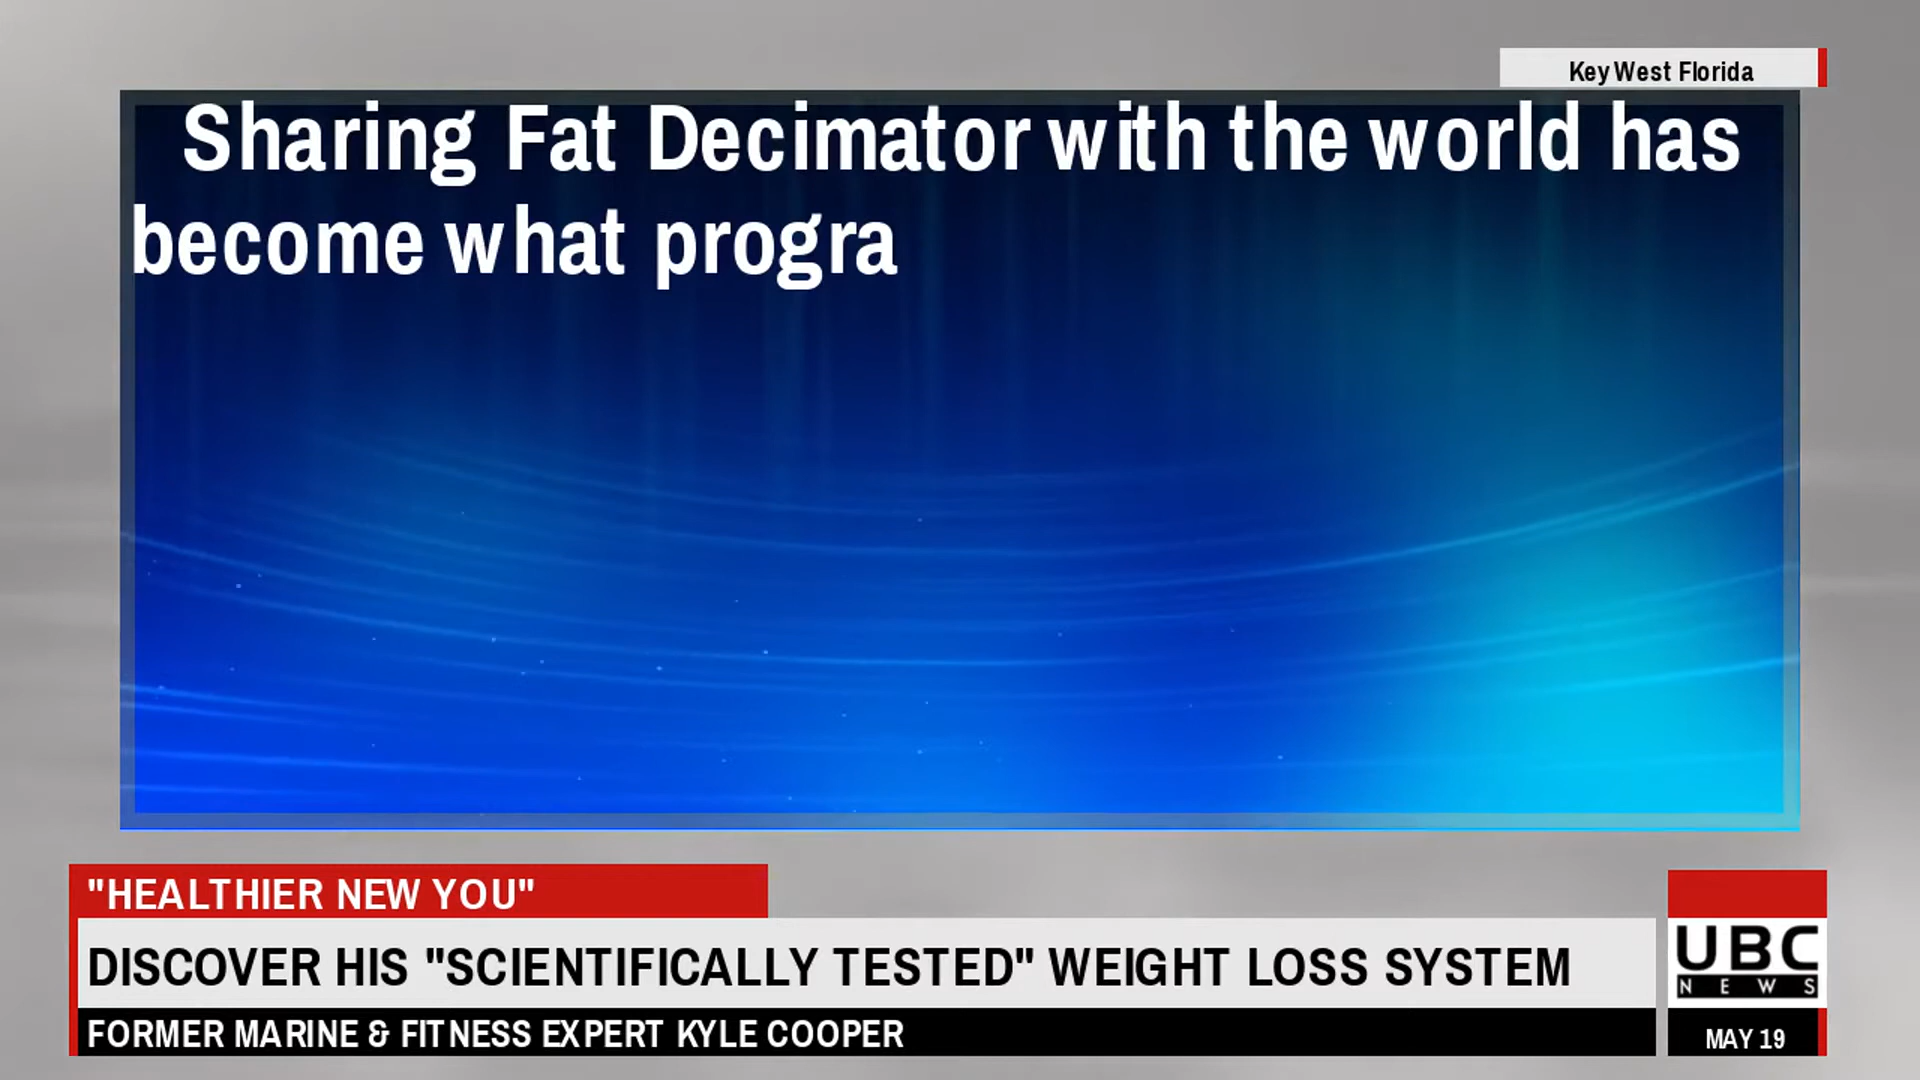 Key West Florida
Sharing Fat Decimator with the world has
become what progra
"HEALTHIER NEW YOU"
DISCOVER HIS "SCIENTIFICALLY TESTED" WEIGHT LOSS SYSTEM
FORMER MARINE & FITNESS EXPERT KYLE COOPER
UBC
NEWS
MAY 19